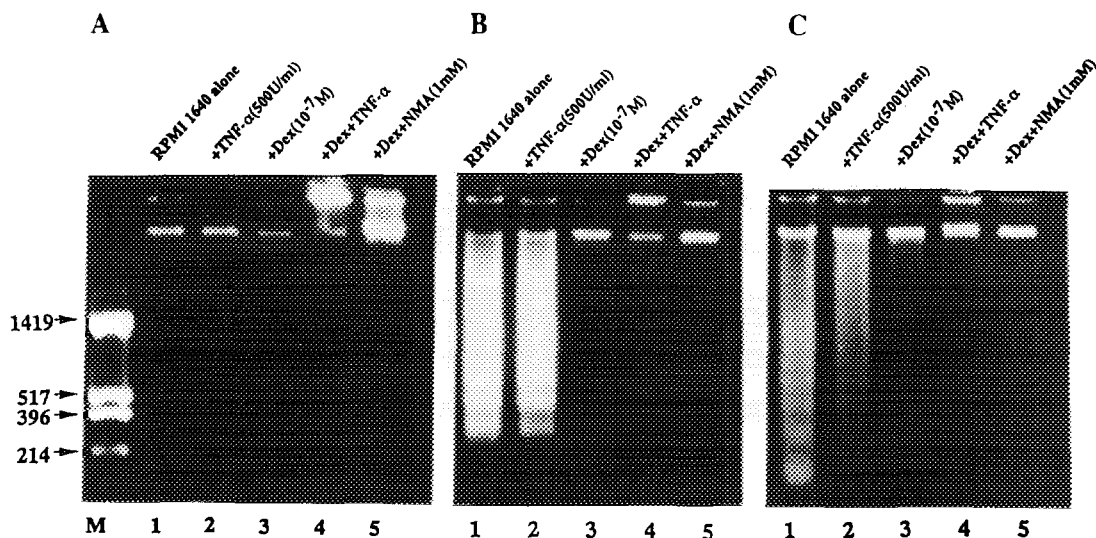 A
B
C
RPMI 1640 alone
+TNF-α(500U/ml)
+Dex(10⁻⁷M)
+Dex+TNF-α
+Dex+NMA(1mM)
RPMI 1640 alone
+TNF-α(500U/ml)
+Dex(10⁻⁷M)
+Dex+TNF-α
+Dex+NMA(1mM)
RPMI 1640 alone
+TNF-α(500U/ml)
+Dex(10⁻⁷M)
+Dex+TNF-α
+Dex+NMA(1mM)
1419
517
396
214
M 1 2 3 4 5
1 2 3 4 5
1 2 3 4 5